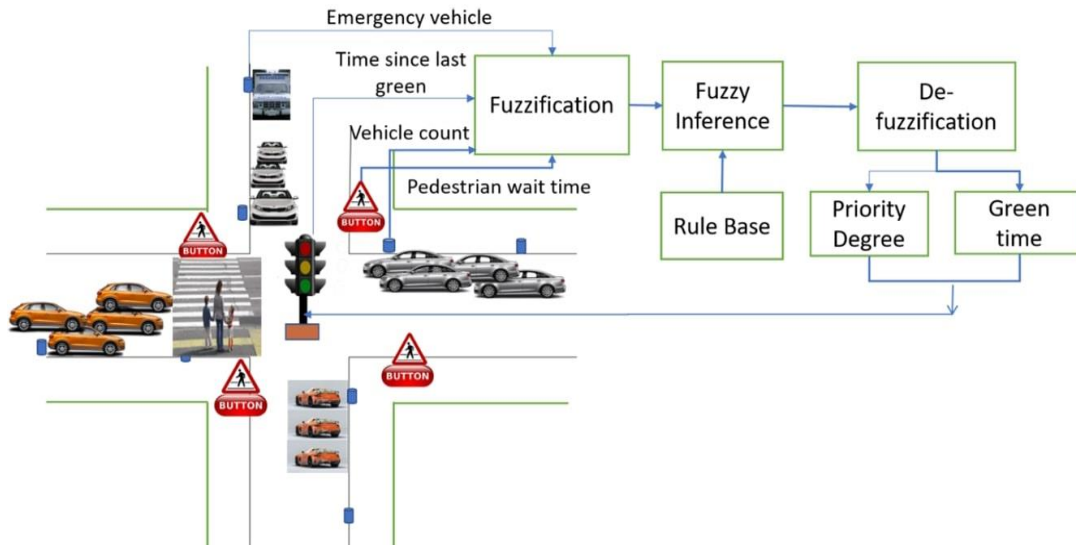 Emergency vehicle
Time since last
green
Vehicle count
Pedestrian wait time
Fuzzification
Fuzzy
Inference
De-
fuzzification
Rule Base
Priority
Degree
Green
time
BUTTON
BUTTON
BUTTON
BUTTON